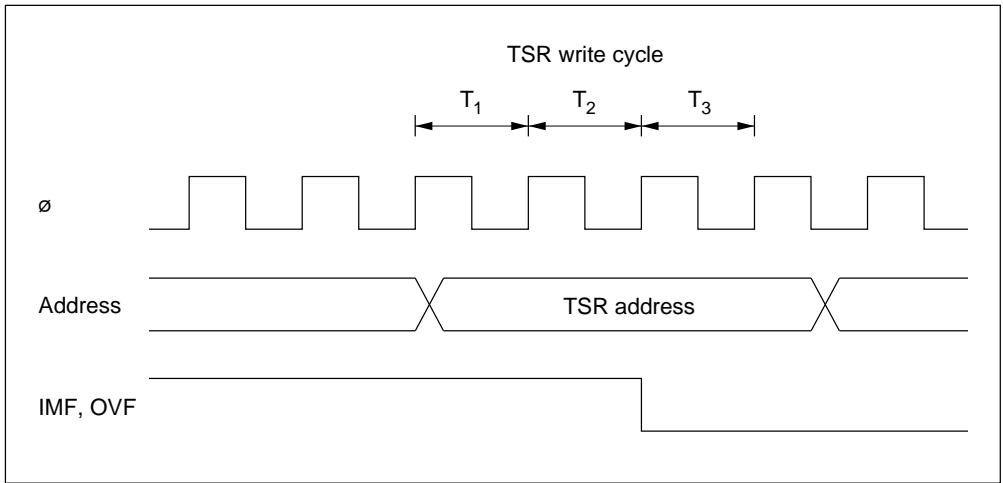 TSR write cycle
T1 T2 T3
ø
Address TSR address
IMF, OVF